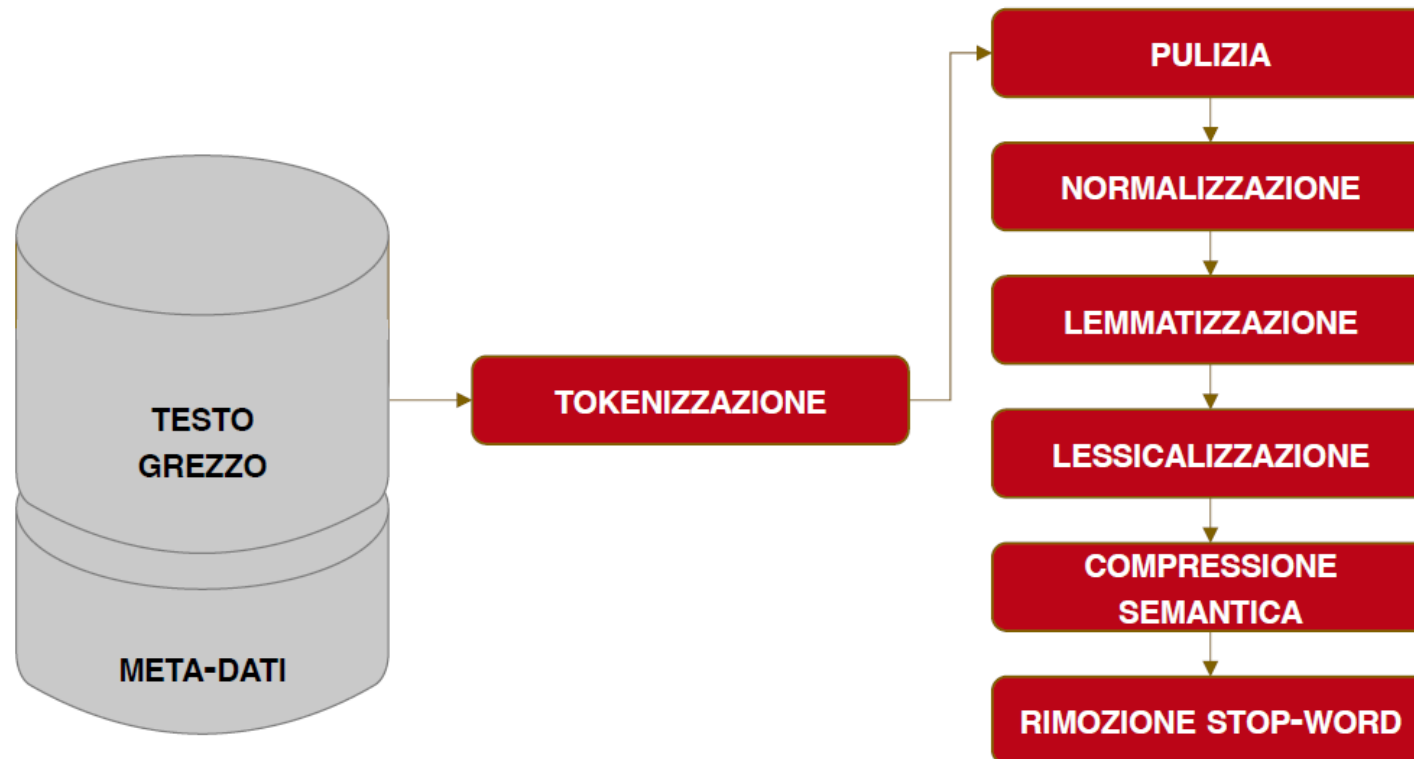 TESTO
GREZZO
META-DATI
TOKENIZZAZIONE
PULIZIA
NORMALIZZAZIONE
LEMMATIZZAZIONE
LESSICALIZZAZIONE
COMPRESSIONE
SEMANTICA
RIMOZIONE STOP-WORD